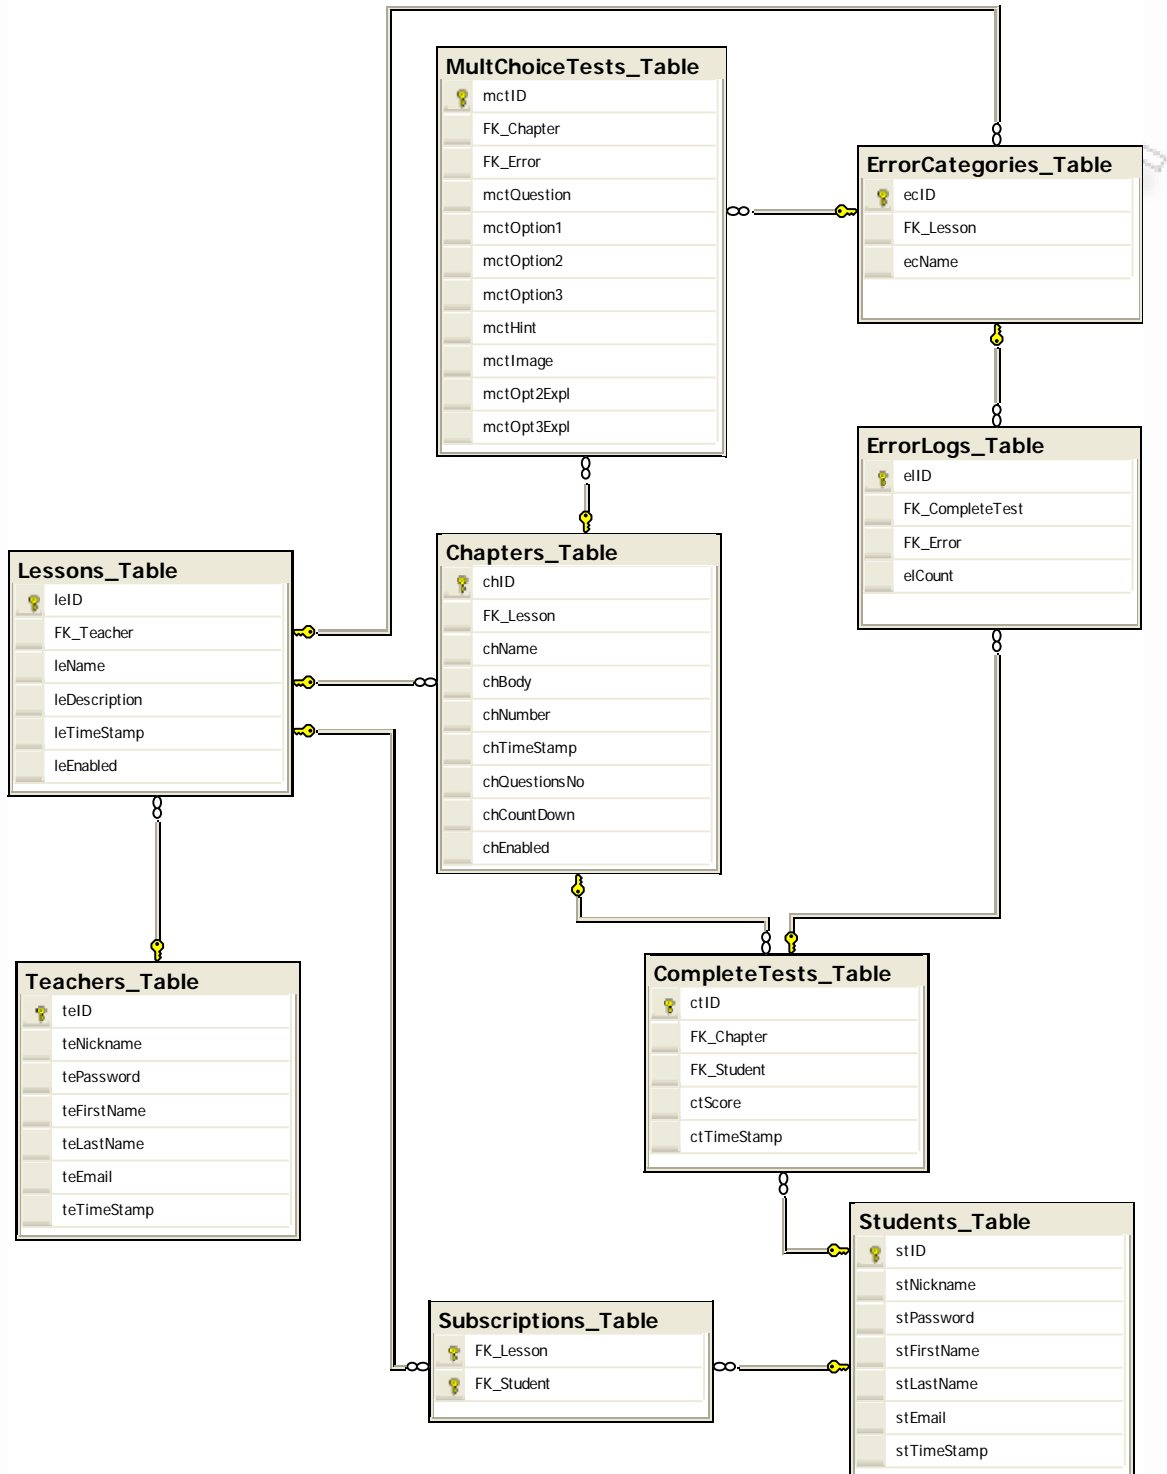 MultChoiceTests_Table
mctID
FK_Chapter
FK_Error
mctQuestion
mctOption1
mctOption2
mctOption3
mctHint
mctImage
mctOpt2Expl
mctOpt3Expl
ErrorCategories_Table
ecID
FK_Lesson
ecName
ErrorLogs_Table
elID
FK_CompleteTest
FK_Error
elCount
Lessons_Table
leID
FK_Teacher
leName
leDescription
leTimeStamp
leEnabled
Chapters_Table
chID
FK_Lesson
chName
chBody
chNumber
chTimeStamp
chQuestionsNo
chCountDown
chEnabled
Teachers_Table
teID
teNickname
tePassword
teFirstName
teLastName
teEmail
teTimeStamp
CompleteTests_Table
ctID
FK_Chapter
FK_Student
ctScore
ctTimeStamp
Students_Table
stID
stNickname
stPassword
stFirstName
stLastName
stEmail
stTimeStamp
Subscriptions_Table
FK_Lesson
FK_Student